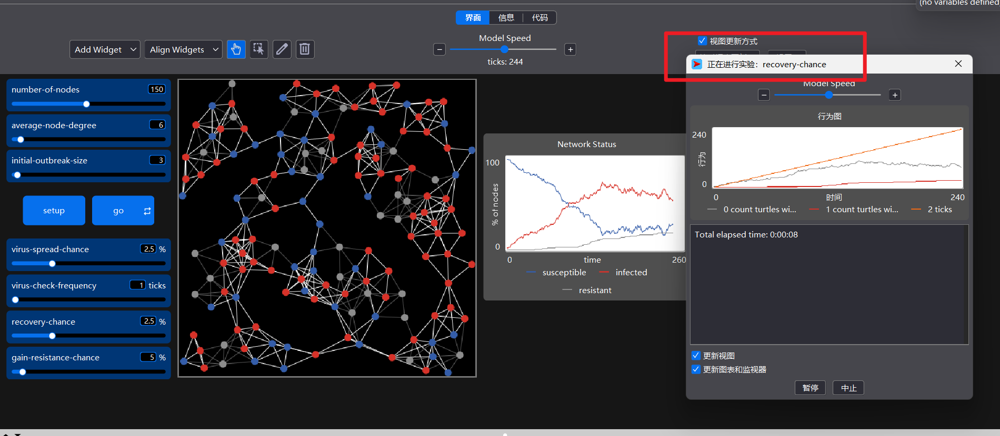 (no variables defined
界面
信息
代码
Add Widget
Align Widgets
Model Speed
ticks: 244
视图更新方式
number-of-nodes
150
average-node-degree
6
initial-outbreak-size
3
setup
go
virus-spread-chance
2.5 %
virus-check-frequency
1 ticks
recovery-chance
2.5 %
gain-resistance-chance
5 %
Network Status
100
% of nodes
0
0
time
260
susceptible
infected
resistant
正在进行实验：recovery-chance
Model Speed
行为图
240
行为
0
0
时间
240
0 count turtles wi...
1 count turtles wi...
2 ticks
Total elapsed time: 0:00:08
更新视图
更新图表和监视器
暂停
中止